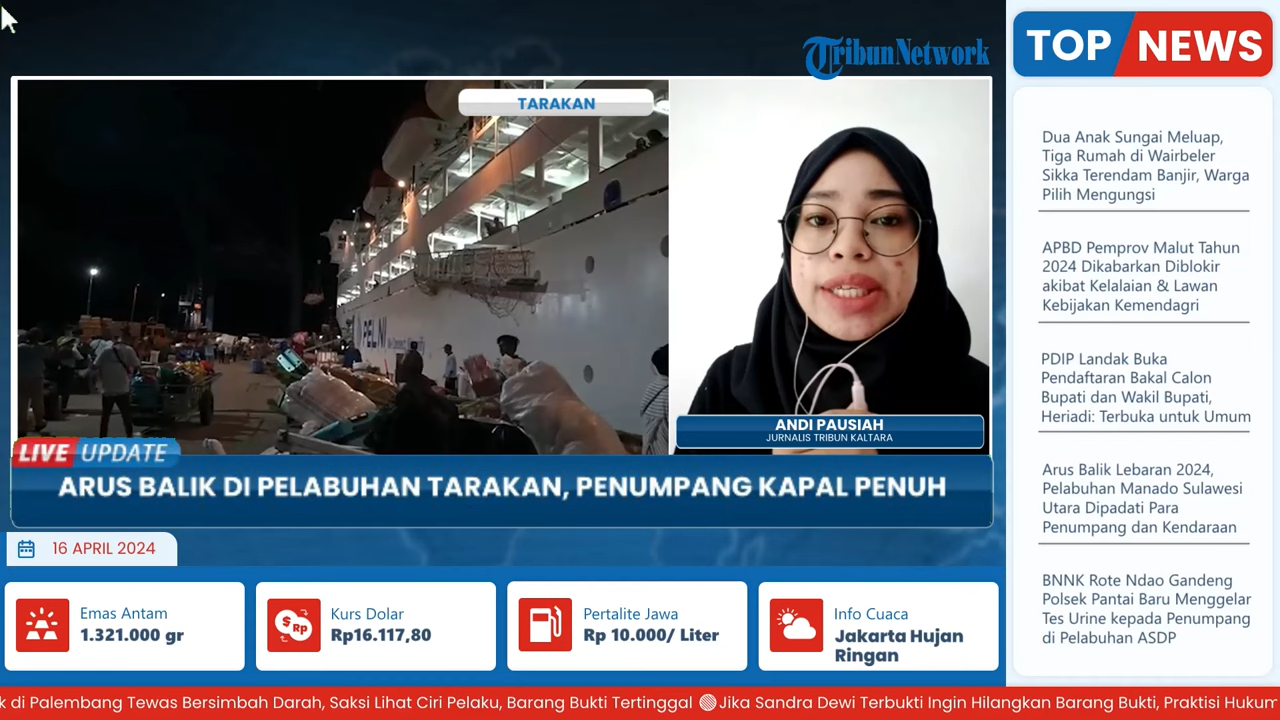 TribunNetwork
TOP NEWS
TARAKAN
PELNI
ANDI PAUSIAH
JURNALIS TRIBUN KALTARA
LIVE UPDATE
ARUS BALIK DI PELABUHAN TARAKAN, PENUMPANG KAPAL PENUH
16 APRIL 2024
Emas Antam
1.321.000 gr
Kurs Dolar
Rp16.117,80
Pertalite Jawa
Rp 10.000/ Liter
Info Cuaca
Jakarta Hujan
Ringan
Dua Anak Sungai Meluap,
Tiga Rumah di Wairbeler
Sikka Terendam Banjir, Warga
Pilih Mengungsi
APBD Pemprov Malut Tahun
2024 Dikabarkan Diblokir
akibat Kelalaian & Lawan
Kebijakan Kemendagri
PDIP Landak Buka
Pendaftaran Bakal Calon
Bupati dan Wakil Bupati,
Heriadi: Terbuka untuk Umum
Arus Balik Lebaran 2024,
Pelabuhan Manado Sulawesi
Utara Dipadati Para
Penumpang dan Kendaraan
BNNK Rote Ndao Gandeng
Polsek Pantai Baru Menggelar
Tes Urine kepada Penumpang
di Pelabuhan ASDP
k di Palembang Tewas Bersimbah Darah, Saksi Lihat Ciri Pelaku, Barang Bukti Tertinggal Jika Sandra Dewi Terbukti Ingin Hilangkan Barang Bukti, Praktisi Hukum